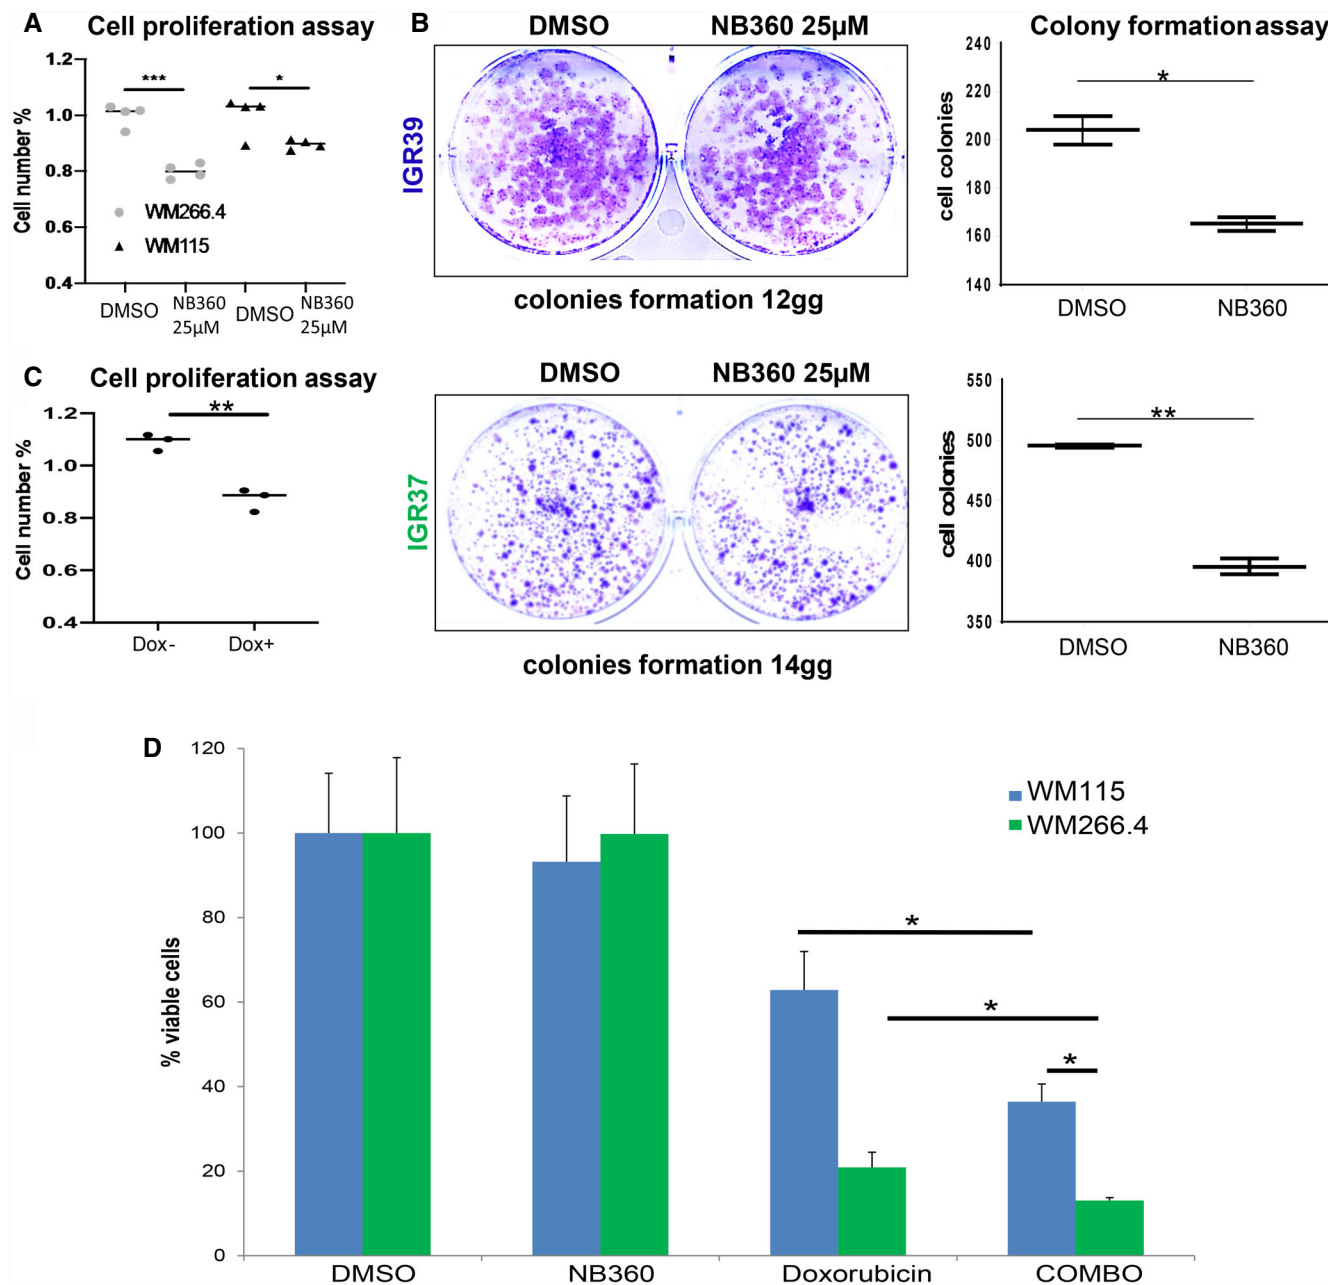 A Cell proliferation assay
1.2
1.0
0.8
0.6
0.4
Cell number %
***
*
WM266.4
WM115
DMSO
NB360
25µM
DMSO
NB360
25µM
B DMSO NB360 25µM
IGR39
colonies formation 12gg
Colony formation assay
240
220
200
180
160
140
cell colonies
*
DMSO NB360
C Cell proliferation assay
1.2
1.0
0.8
0.6
0.4
Cell number %
**
Dox- Dox+
DMSO NB360 25µM
IGR37
colonies formation 14gg
550
500
450
400
350
cell colonies
**
DMSO NB360
D
120
100
80
60
40
20
0
% viable cells
WM115
WM266.4
*
*
*
DMSO NB360 Doxorubicin COMBO